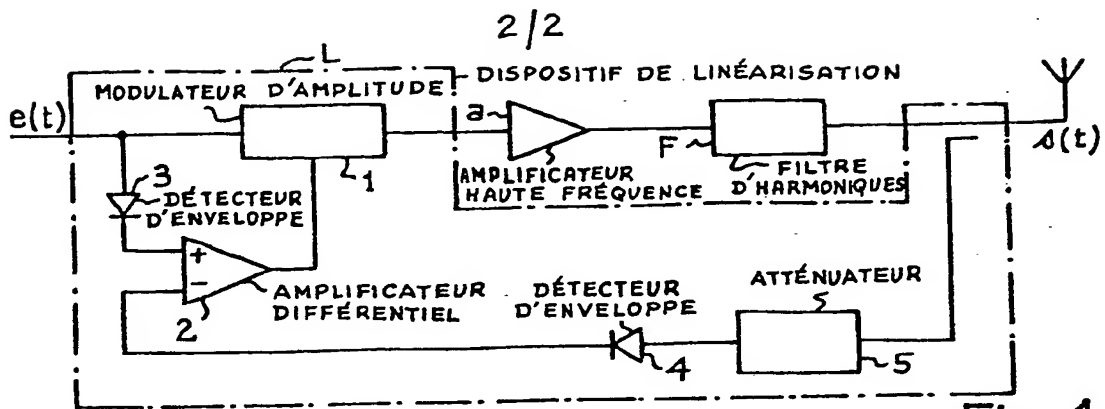 2/2
L
DISPOSITIF DE LINÉARISATION
MODULATEUR D'AMPLITUDE
e(t)
a
F
s(t)
1
AMPLIFICATEUR
HAUTE FRÉQUENCE
FILTRE
D'HARMONIQUES
3
DÉTECTEUR
D'ENVELOPPE
+
-
2
AMPLIFICATEUR
DIFFÉRENTIEL
DÉTECTEUR
D'ENVELOPPE
4
ATTÉNUATEUR
5